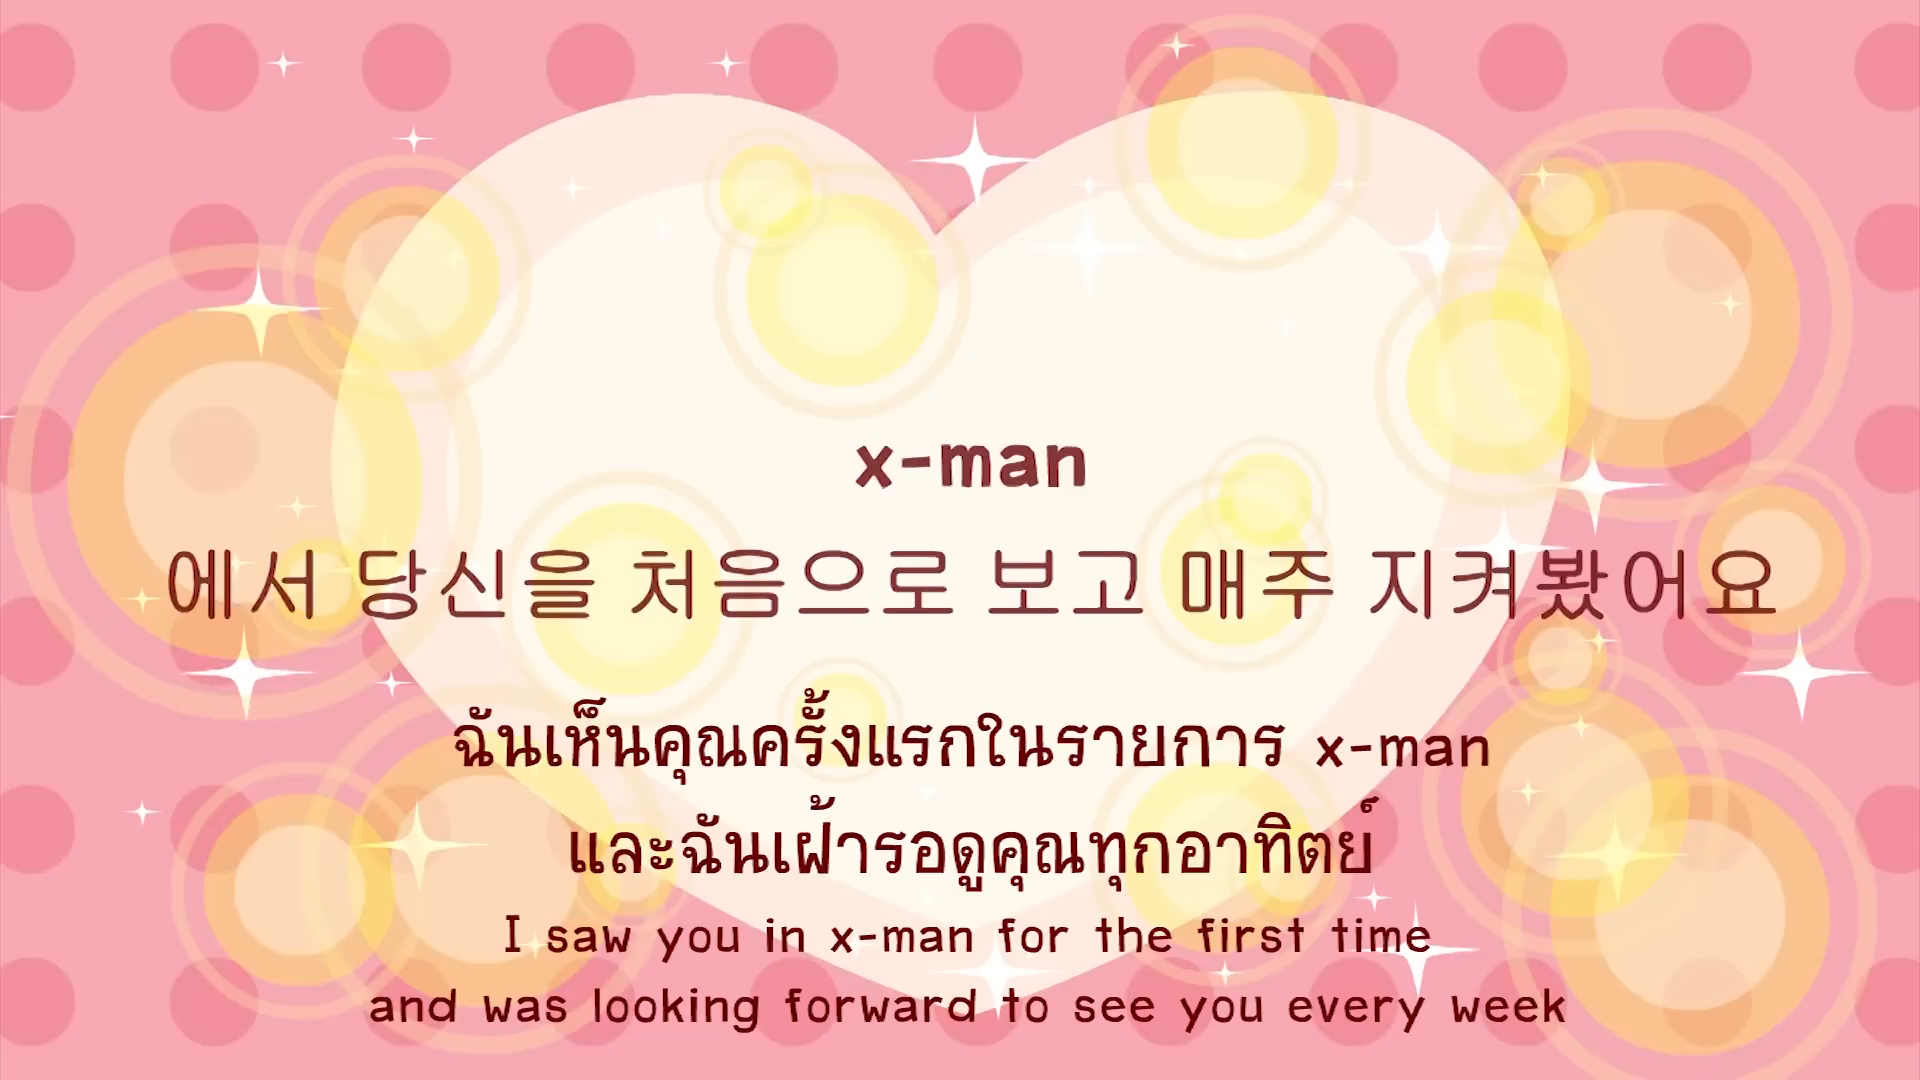 x-man
에서 당신을 처음으로 보고 매주 지켜봤어요
ฉันเห็นคุณครั้งแรกในรายการ x-man
และฉันเฝ้ารอดูคุณทุกอาทิตย์
I saw you in x-man for the first time
and was looking forward to see you every week